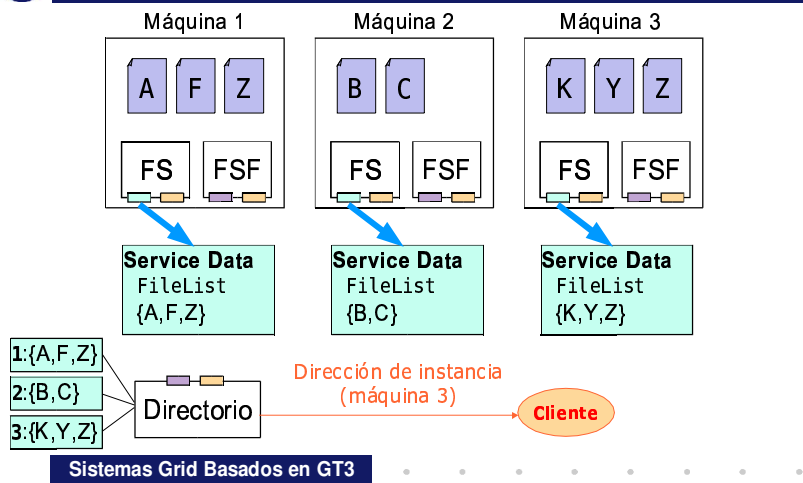 Máquina 1
Máquina 2
Máquina 3
A F Z
B C
K Y Z
FS FSF
FS FSF
FS FSF
Service Data
FileList
{A,F,Z}
Service Data
FileList
{B,C}
Service Data
FileList
{K,Y,Z}
1:{A,F,Z}
2:{B,C}
3:{K,Y,Z}
Directorio
Dirección de instancia
(máquina 3)
Cliente
Sistemas Grid Basados en GT3